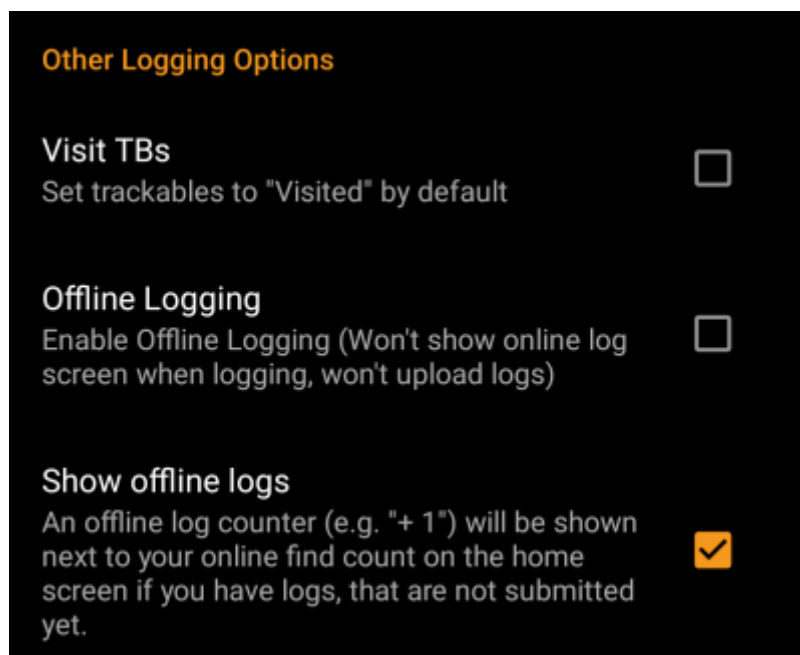 Other Logging Options
Visit TBs
Set trackables to "Visited" by default
Offline Logging
Enable Offline Logging (Won't show online log
screen when logging, won't upload logs)
Show offline logs
An offline log counter (e.g. "+ 1") will be shown
next to your online find count on the home
screen if you have logs, that are not submitted
yet.